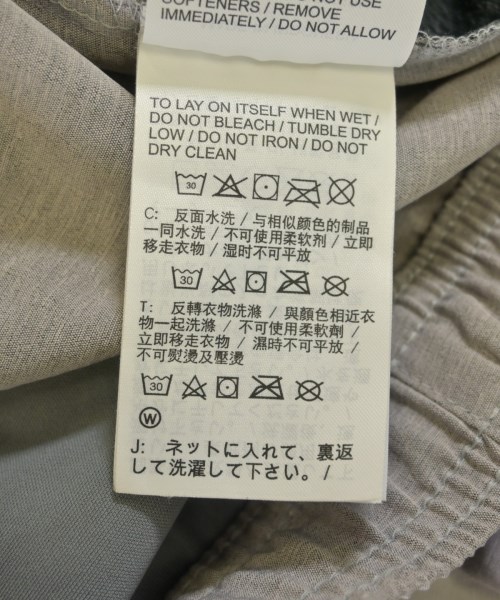 SOFTENERS / REMOVE
IMMEDIATELY / DO NOT ALLOW
TO LAY ON ITSELF WHEN WET /
DO NOT BLEACH / TUMBLE DRY
LOW / DO NOT IRON / DO NOT
DRY CLEAN
30
C: 反面水洗 / 与相似颜色的制品
一同水洗 / 不可使用柔软剂 / 立即
移走衣物 / 湿时不可平放
30
T: 反轉衣物洗滌 / 與顏色相近衣
物一起洗滌 / 不可使用柔軟劑 /
立即移走衣物 / 濕時不可平放 /
不可熨燙及壓燙
30
W
J: ネットに入れて、裏返
して洗濯して下さい。/